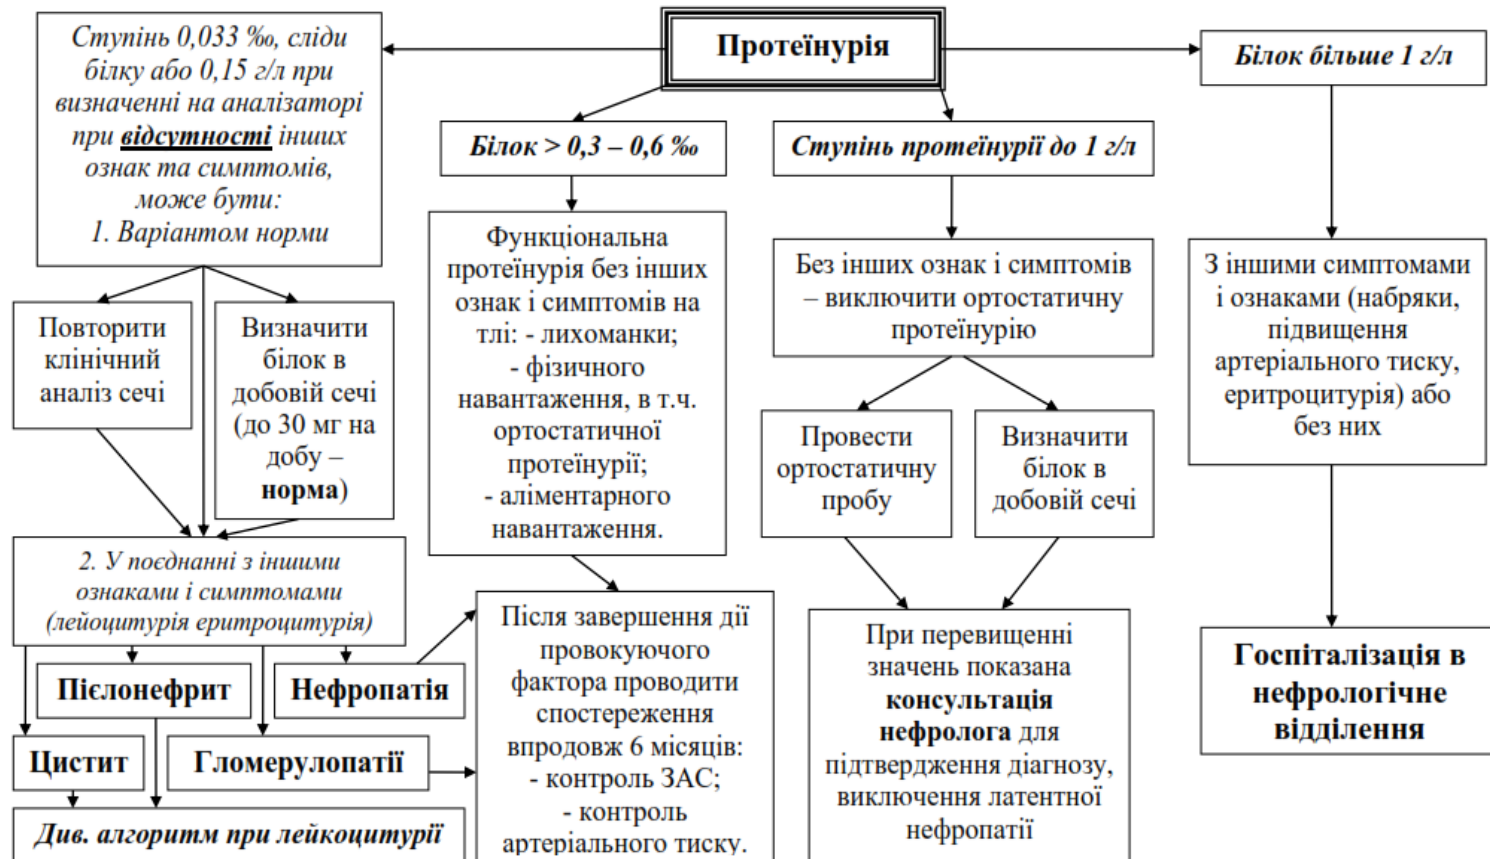 Протеїнурія
Ступінь 0,033 ‰, сліди
білку або 0,15 г/л при
визначенні на аналізаторі
при відсутності інших
ознак та симптомів,
може бути:
1. Варіантом норми
Білок > 0,3 – 0,6 ‰
Ступінь протеїнурії до 1 г/л
Білок більше 1 г/л
Повторити
клінічний
аналіз сечі
Визначити
білок в
добовій сечі
(до 30 мг на
добу –
норма)
Функціональна
протеїнурія без інших
ознак і симптомів на
тлі: - лихоманки;
- фізичного
навантаження, в т.ч.
ортостатичної
протеїнурії;
- аліментарного
навантаження.
Без інших ознак і симптомів
– виключити ортостатичну
протеїнурію
З іншими симптомами
і ознаками (набряки,
підвищення
артеріального тиску,
еритроцитурія) або
без них
Провести
ортостатичну
пробу
Визначити
білок в
добовій сечі
2. У поєднанні з іншими
ознаками і симптомами
(лейоцитурія еритроцитурія)
Пієлонефрит
Нефропатія
Цистит
Гломерулопатії
Див. алгоритм при лейкоцитурії
Після завершення дії
провокуючого
фактора проводити
спостереження
впродовж 6 місяців:
- контроль ЗАС;
- контроль
артеріального тиску.
При перевищенні
значень показана
консультація
нефролога для
підтвердження діагнозу,
виключення латентної
нефропатії
Госпіталізація в
нефрологічне
відділення